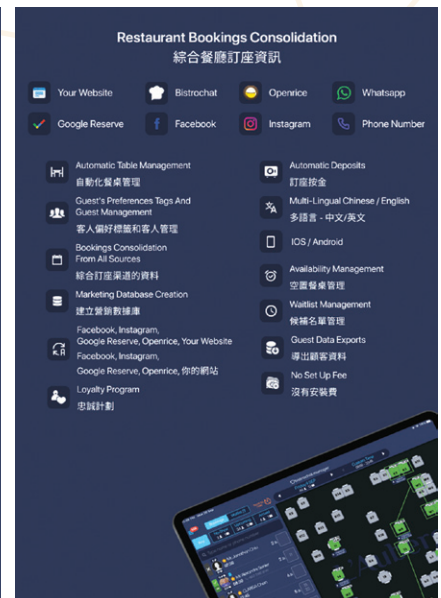 Restaurant Bookings Consolidation
綜合餐廳訂座資訊
Your Website
Bistrochat
Openrice
Whatsapp
Google Reserve
Facebook
Instagram
Phone Number
Automatic Table Management
自動化餐桌管理
Guest's Preferences Tags And
Guest Management
客人偏好標籤和客人管理
Bookings Consolidation
From All Sources
綜合訂座渠道的資料
Marketing Database Creation
建立營銷數據庫
Facebook, Instagram,
Google Reserve, Openrice, Your Website
Facebook, Instagram,
Google Reserve, Openrice, 你的網站
Loyalty Program
忠誠計劃
Automatic Deposits
訂座按金
Multi-Lingual Chinese / English
多語言 - 中文/英文
IOS / Android
Availability Management
空置餐桌管理
Waitlist Management
候補名單管理
Guest Data Exports
導出顧客資料
No Set Up Fee
沒有安裝費